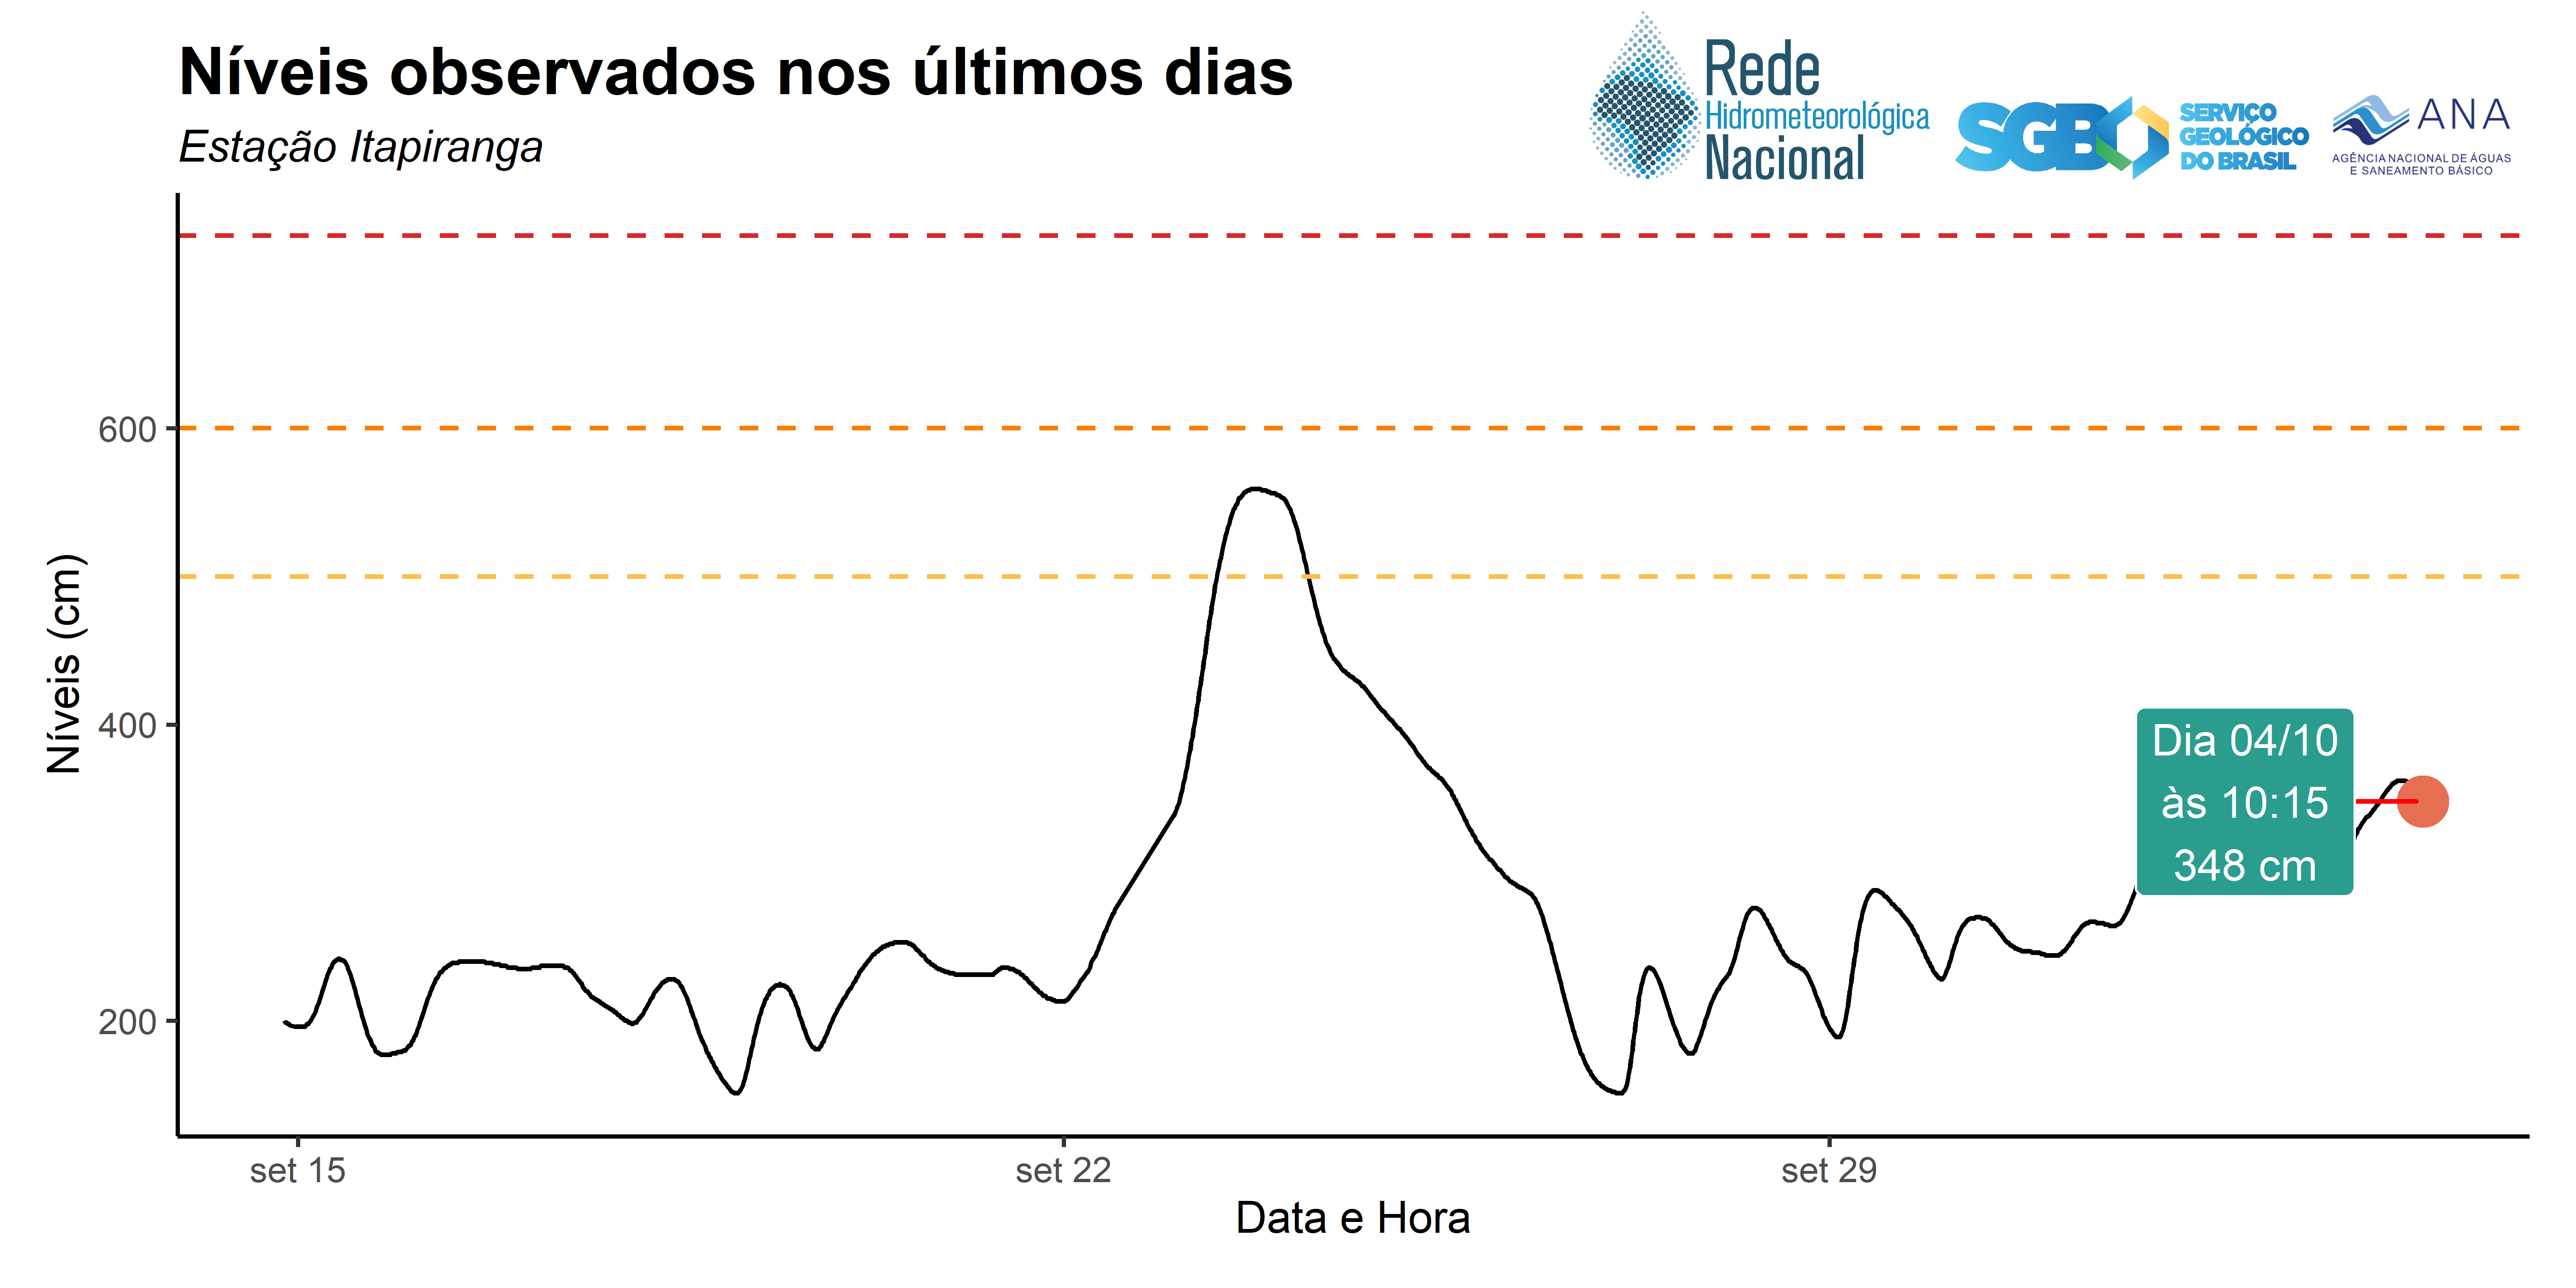 Níveis observados nos últimos dias
Estação Itapiranga
Rede
Hidrometeorológica
Nacional
SGB
SERVIÇO
GEOLÓGICO
DO BRASIL
ANA
AGÊNCIA NACIONAL DE ÁGUAS
E SANEAMENTO BÁSICO
Níveis (cm)
600
400
200
Dia 04/10
às 10:15
348 cm
set 15
set 22
set 29
Data e Hora